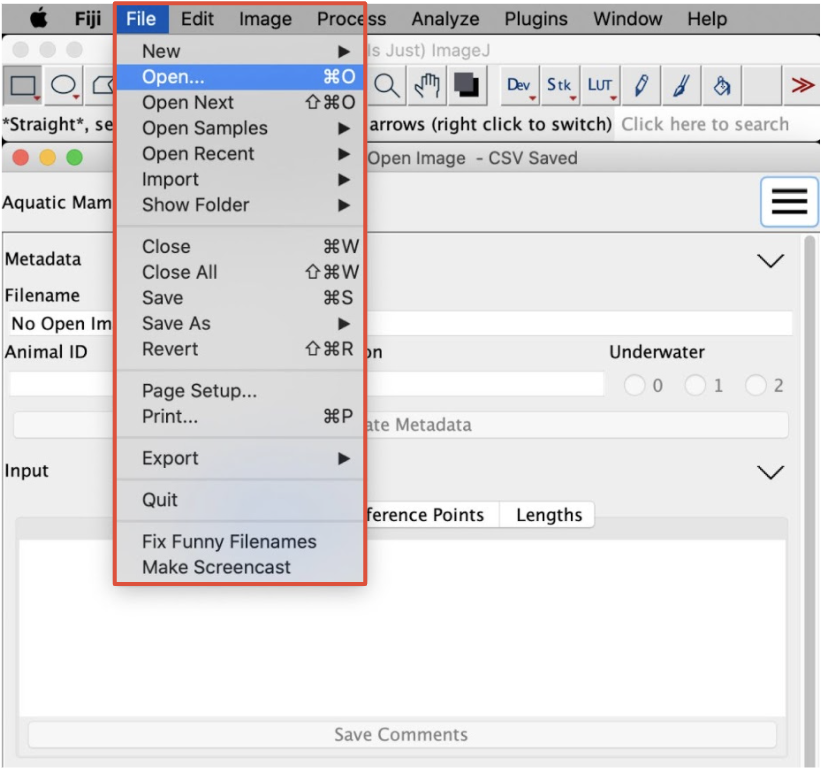 Fiji File Edit Image Process Analyze Plugins Window Help
Is Just) ImageJ
New
Open... ⌘O
Dev Stk LUT
Open Next ⇧⌘O
*Straight*, se
Open Samples
arrows (right click to switch) Click here to search
Open Recent
Open Image - CSV Saved
Import
Show Folder
Aquatic Mam
Close ⌘W
Metadata
Close All ⇧⌘W
Filename
Save ⌘S
No Open Im
Save As
Animal ID
Revert ⇧⌘R
on
Underwater
0 1 2
Page Setup...
Print... ⌘P
ate Metadata
Export
Input
Quit
ference Points Lengths
Fix Funny Filenames
Make Screencast
Save Comments